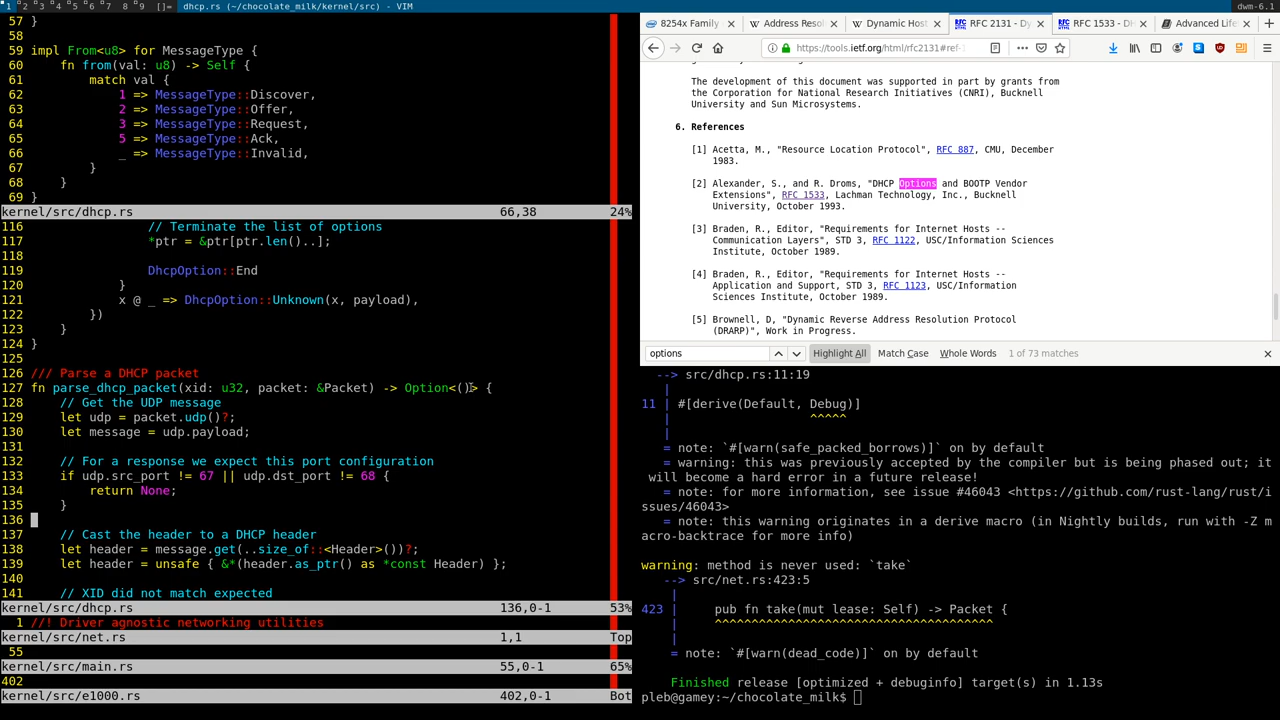 1 2 3 4 5 6 7 8 9 []= dhcp.rs (~/chocolate_milk/kernel/src) - VIM
dwm-6.1
57 }
58
59 impl From<u8> for MessageType {
60     fn from(val: u8) -> Self {
61         match val {
62             1 => MessageType::Discover,
63             2 => MessageType::Offer,
64             3 => MessageType::Request,
65             5 => MessageType::Ack,
66             _ => MessageType::Invalid,
67         }
68     }
69 }
kernel/src/dhcp.rs 66,38 24%
116                 // Terminate the list of options
117                 *ptr = &ptr[ptr.len()..];
118
119                 DhcpOption::End
120             }
121             x @ _ => DhcpOption::Unknown(x, payload),
122         })
123     }
124 }
125
126 /// Parse a DHCP packet
127 fn parse_dhcp_packet(xid: u32, packet: &Packet) -> Option<()> {
128     // Get the UDP message
129     let udp = packet.udp()?;
130     let message = udp.payload;
131
132     // For a response we expect this port configuration
133     if udp.src_port != 67 || udp.dst_port != 68 {
134         return None;
135     }
136
137     // Cast the header to a DHCP header
138     let header = message.get(..size_of::<Header>())?;
139     let header = unsafe { &*(header.as_ptr() as *const Header) };
140
141     // XID did not match expected
kernel/src/dhcp.rs 136,0-1 53%
1 //! Driver agnostic networking utilities
kernel/src/net.rs 1,1 Top
55
kernel/src/main.rs 55,0-1 65%
402
kernel/src/e1000.rs 402,0-1 Bot
8254x Family
Address Reso
Dynamic Host
RFC 2131 - Dy
RFC 1533 - DH
Advanced Life
https://tools.ietf.org/html/rfc2131#ref-
The development of this document was supported in part by grants from
the Corporation for National Research Initiatives (CNRI), Bucknell
University and Sun Microsystems.
6. References
[1] Acetta, M., "Resource Location Protocol", RFC 887, CMU, December
1983.
[2] Alexander, S., and R. Droms, "DHCP Options and BOOTP Vendor
Extensions", RFC 1533, Lachman Technology, Inc., Bucknell
University, October 1993.
[3] Braden, R., Editor, "Requirements for Internet Hosts --
Communication Layers", STD 3, RFC 1122, USC/Information Sciences
Institute, October 1989.
[4] Braden, R., Editor, "Requirements for Internet Hosts --
Application and Support, STD 3, RFC 1123, USC/Information
Sciences Institute, October 1989.
[5] Brownell, D, "Dynamic Reverse Address Resolution Protocol
(DRARP)", Work in Progress.
options Highlight All Match Case Whole Words 1 of 73 matches
--> src/dhcp.rs:11:19
|
11 | #[derive(Default, Debug)]
| ^^^^^
|
= note: `#[warn(safe_packed_borrows)]` on by default
= warning: this was previously accepted by the compiler but is being phased out; it
will become a hard error in a future release!
= note: for more information, see issue #46043 <https://github.com/rust-lang/rust/i
ssues/46043>
= note: this warning originates in a derive macro (in Nightly builds, run with -Z m
acro-backtrace for more info)
warning: method is never used: `take`
--> src/net.rs:423:5
|
423 |     pub fn take(mut lease: Self) -> Packet {
|     ^^^^^^^^^^^^^^^^^^^^^^^^^^^^^^^^^^^^^^
|
= note: `#[warn(dead_code)]` on by default
Finished release [optimized + debuginfo] target(s) in 1.13s
pleb@gamey:~/chocolate_milk$